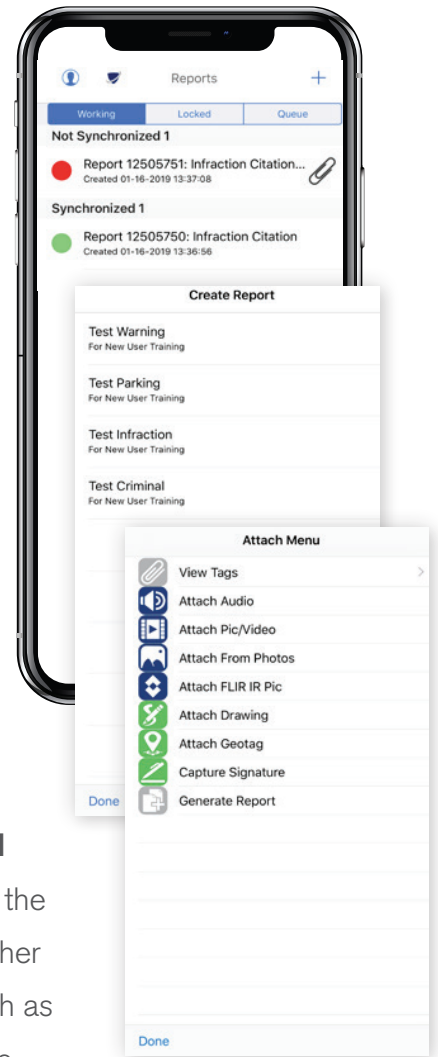 Reports
+
Working
Locked
Queue
Not Synchronized 1
Report 12505751: Infraction Citation...
Created 01-16-2019 13:37:08
Synchronized 1
Report 12505750: Infraction Citation
Created 01-16-2019 13:36:56
Create Report
Test Warning
For New User Training
Test Parking
For New User Training
Test Infraction
For New User Training
Test Criminal
For New User Training
Done
Attach Menu
View Tags
Attach Audio
Attach Pic/Video
Attach From Photos
Attach FLIR IR Pic
Attach Drawing
Attach Geotag
Capture Signature
Generate Report
Done
the
her
as